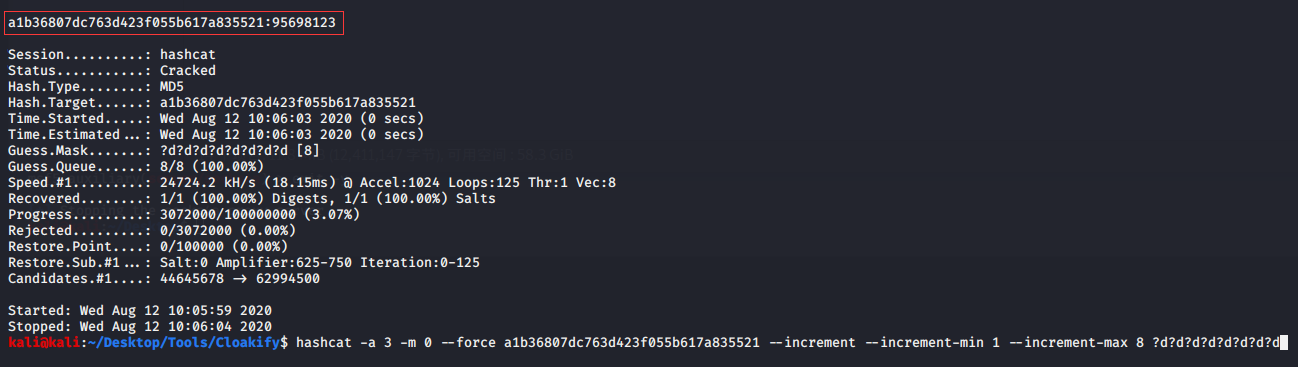 a1b36807dc763d423f055b617a835521:95698123
Session..........: hashcat
Status...........: Cracked
Hash.Type........: MD5
Hash.Target......: a1b36807dc763d423f055b617a835521
Time.Started.....: Wed Aug 12 10:06:03 2020 (0 secs)
Time.Estimated...: Wed Aug 12 10:06:03 2020 (0 secs)
Guess.Mask.......: ?d?d?d?d?d?d?d?d [8]
Guess.Queue......: 8/8 (100.00%)
Speed.#1.........: 24724.2 kH/s (18.15ms) @ Accel:1024 Loops:125 Thr:1 Vec:8
Recovered........: 1/1 (100.00%) Digests, 1/1 (100.00%) Salts
Progress.........: 3072000/100000000 (3.07%)
Rejected.........: 0/3072000 (0.00%)
Restore.Point....: 0/100000 (0.00%)
Restore.Sub.#1...: Salt:0 Amplifier:625-750 Iteration:0-125
Candidates.#1....: 44645678 -> 62994500
Started: Wed Aug 12 10:05:59 2020
Stopped: Wed Aug 12 10:06:04 2020
kali@kali:~/Desktop/Tools/Cloakify$ hashcat -a 3 -m 0 --force a1b36807dc763d423f055b617a835521 --increment --increment-min 1 --increment-max 8 ?d?d?d?d?d?d?d?d